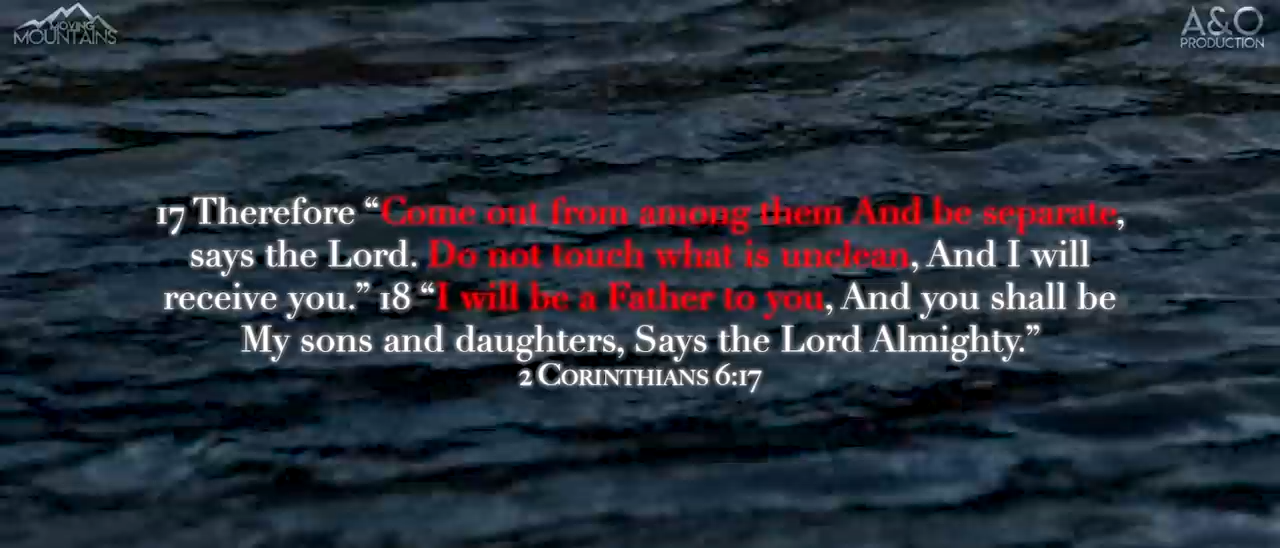 MOVING
MOUNTAINS
A&O
PRODUCTION
17 Therefore “Come out from among them And be separate,
says the Lord. Do not touch what is unclean, And I will
receive you.” 18 “I will be a Father to you, And you shall be
My sons and daughters, Says the Lord Almighty.”
2 CORINTHIANS 6:17